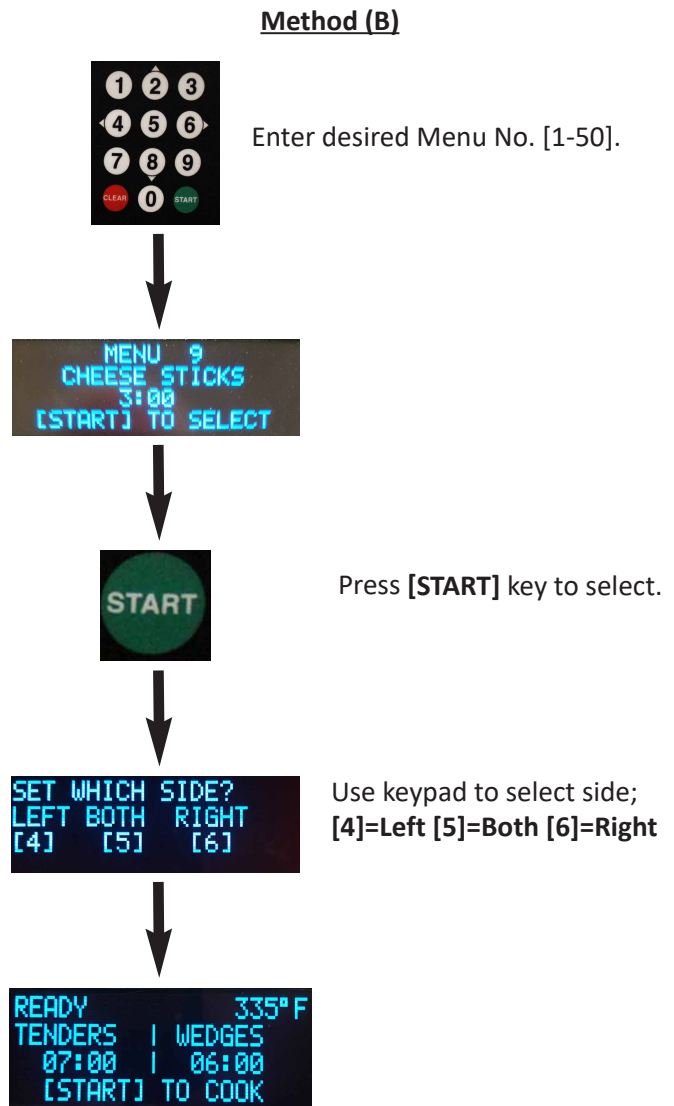 Method (B)
1 2 3
4 5 6
7 8 9
CLEAR 0 START
Enter desired Menu No. [1-50].
MENU 9
CHEESE STICKS
3:00
[START] TO SELECT
START
Press [START] key to select.
SET WHICH SIDE?
LEFT BOTH RIGHT
[4] [5] [6]
Use keypad to select side;
[4]=Left [5]=Both [6]=Right
READY 335°F
TENDERS | WEDGES
07:00 | 06:00
[START] TO COOK